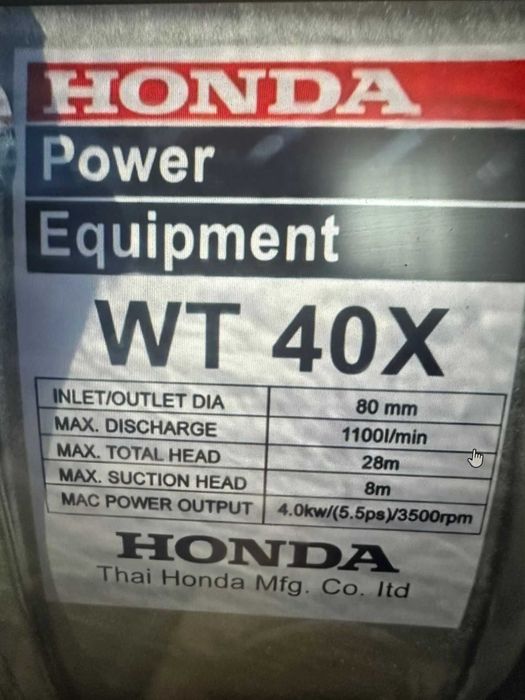 HONDA
Power
Equipment
WT 40X
INLET/OUTLET DIA 80 mm
MAX. DISCHARGE 1100l/min
MAX. TOTAL HEAD 28m
MAX. SUCTION HEAD 8m
MAC POWER OUTPUT 4.0kw/(5.5ps)/3500rpm
HONDA
Thai Honda Mfg. Co. ltd